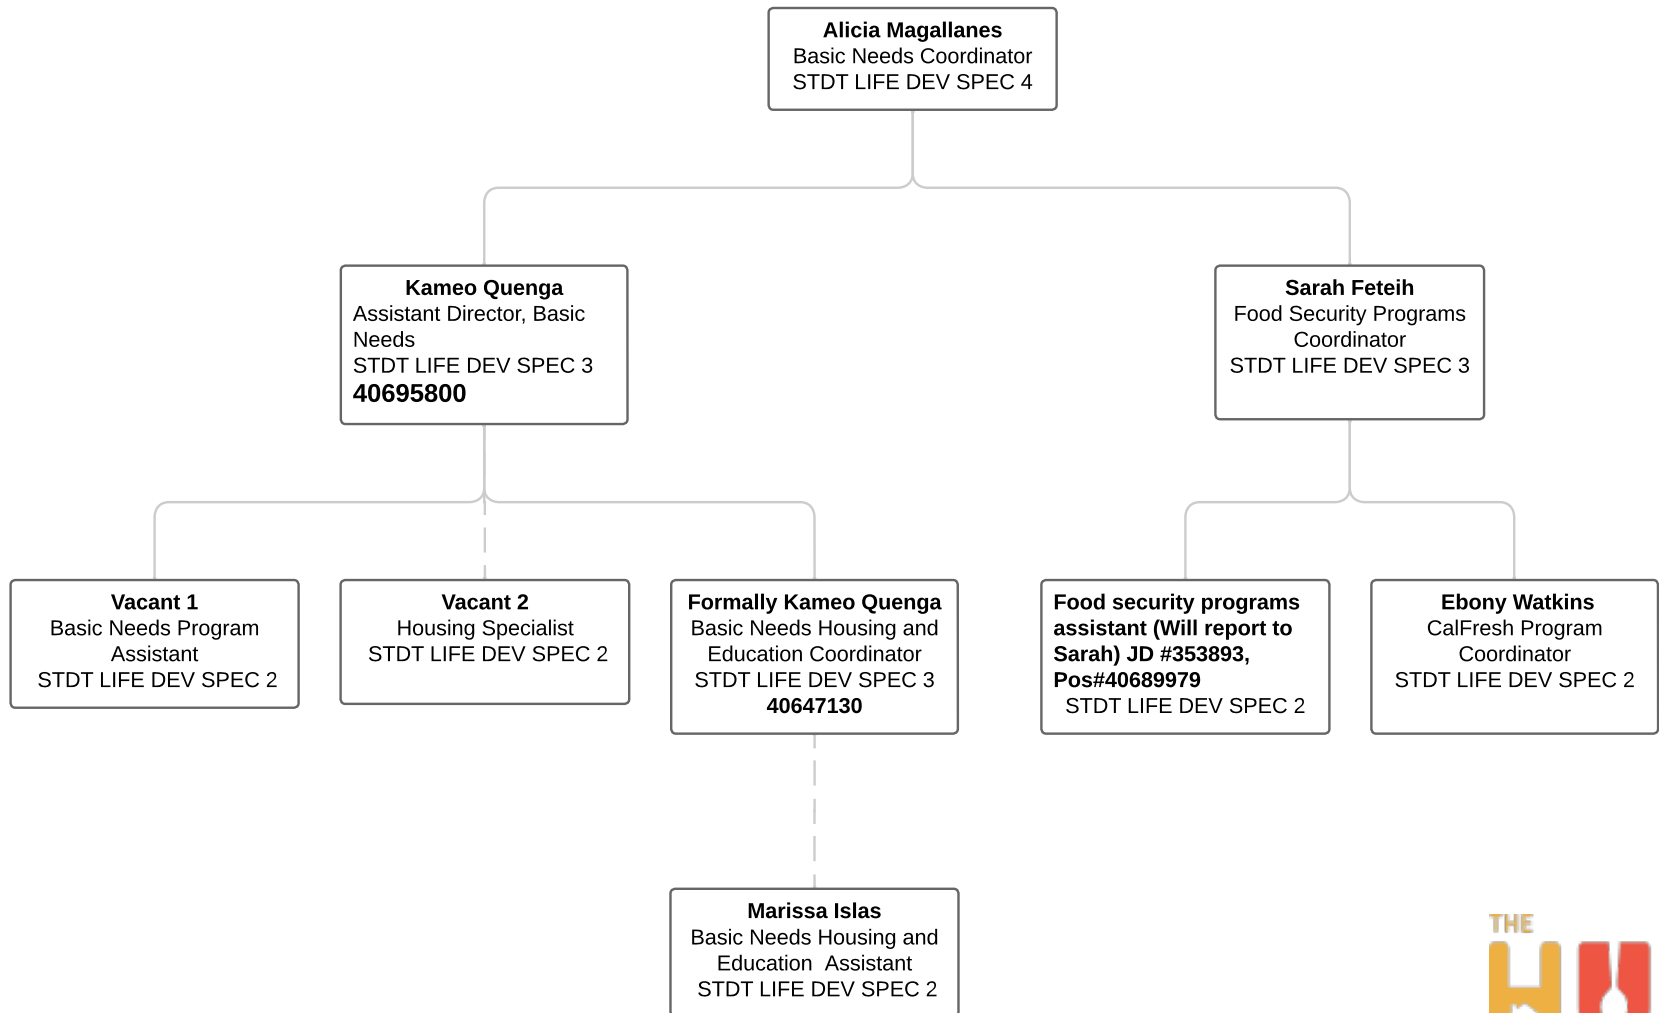 Alicia Magallanes
Basic Needs Coordinator
STDT LIFE DEV SPEC 4
Kameo Quenga
Assistant Director, Basic
Needs
STDT LIFE DEV SPEC 3
40695800
Sarah Feteih
Food Security Programs
Coordinator
STDT LIFE DEV SPEC 3
Vacant 1
Basic Needs Program
Assistant
STDT LIFE DEV SPEC 2
Vacant 2
Housing Specialist
STDT LIFE DEV SPEC 2
Formally Kameo Quenga
Basic Needs Housing and
Education Coordinator
STDT LIFE DEV SPEC 3
40647130
Food security programs
assistant (Will report to
Sarah) JD #353893,
Pos#40689979
STDT LIFE DEV SPEC 2
Ebony Watkins
CalFresh Program
Coordinator
STDT LIFE DEV SPEC 2
Marissa Islas
Basic Needs Housing and
Education Assistant
STDT LIFE DEV SPEC 2
THE